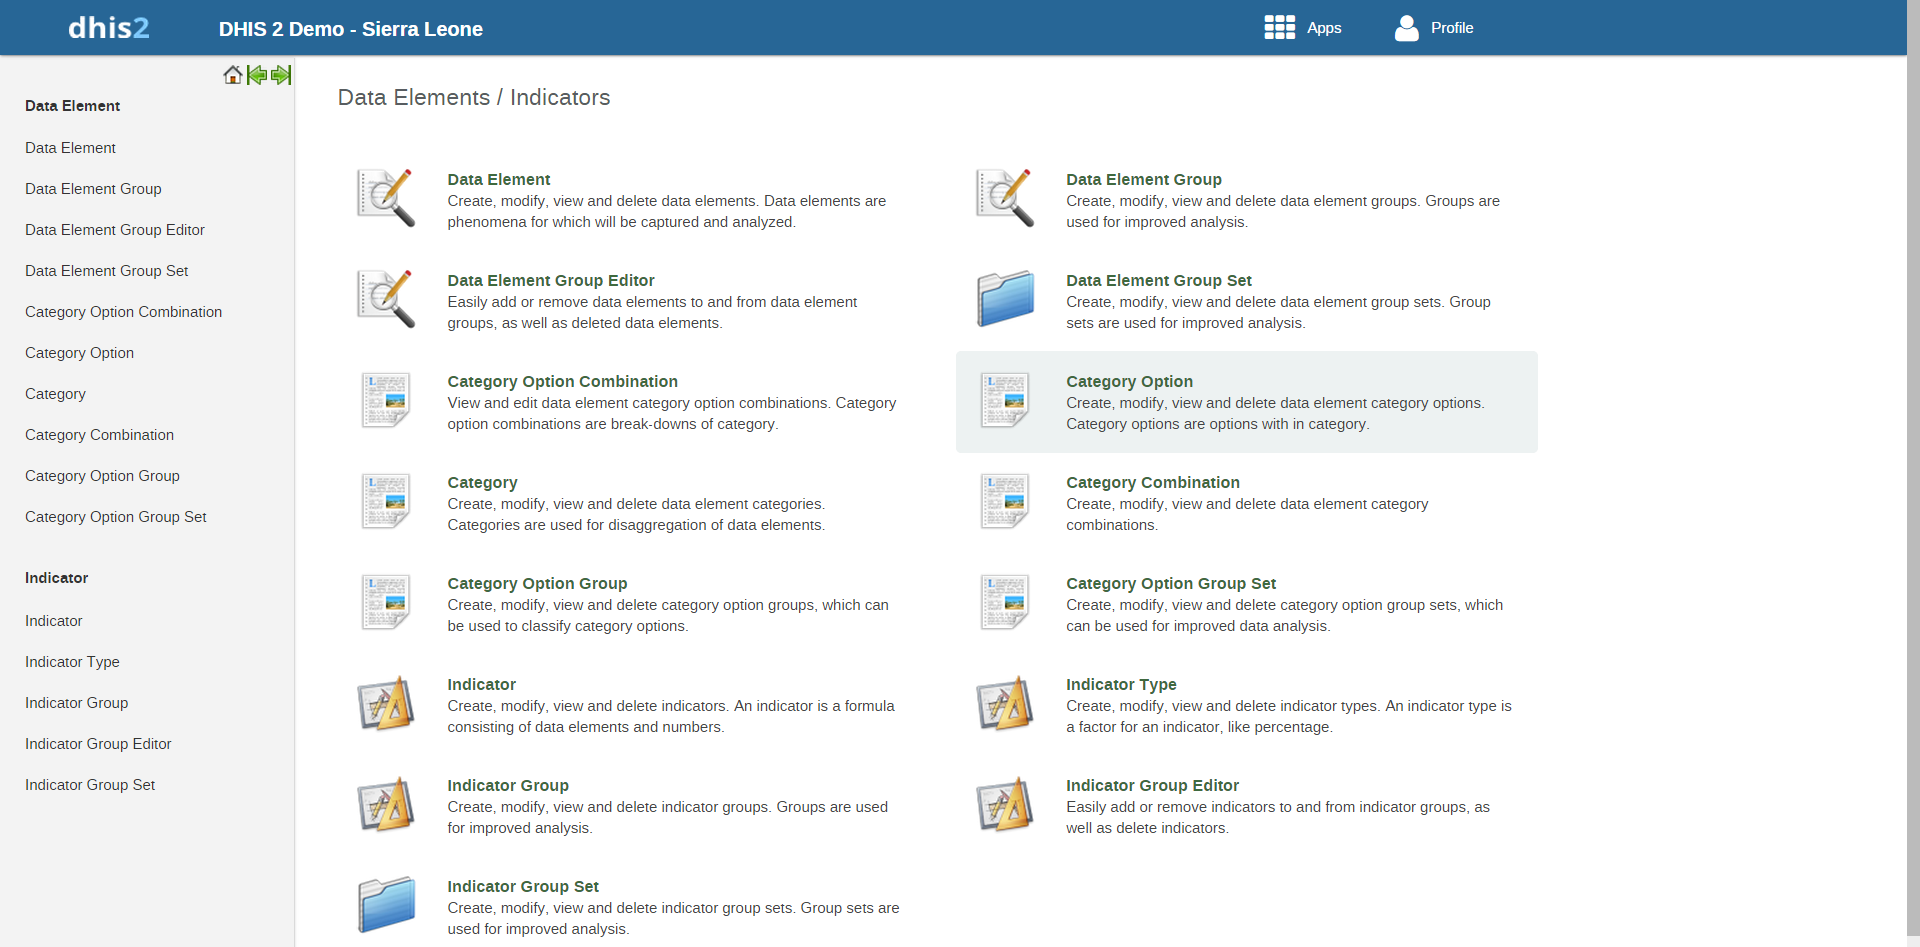 dhis2
DHIS 2 Demo - Sierra Leone
Apps
Profile
Data Element
Data Element
Data Element Group
Data Element Group Editor
Data Element Group Set
Category Option Combination
Category Option
Category
Category Combination
Category Option Group
Category Option Group Set
Indicator
Indicator
Indicator Type
Indicator Group
Indicator Group Editor
Indicator Group Set
Data Elements / Indicators
Data Element
Create, modify, view and delete data elements. Data elements are
phenomena for which will be captured and analyzed.
Data Element Group
Create, modify, view and delete data element groups. Groups are
used for improved analysis.
Data Element Group Editor
Easily add or remove data elements to and from data element
groups, as well as deleted data elements.
Data Element Group Set
Create, modify, view and delete data element group sets. Group
sets are used for improved analysis.
Category Option Combination
View and edit data element category option combinations. Category
option combinations are break-downs of category.
Category Option
Create, modify, view and delete data element category options.
Category options are options with in category.
Category
Create, modify, view and delete data element categories.
Categories are used for disaggregation of data elements.
Category Combination
Create, modify, view and delete data element category
combinations.
Category Option Group
Create, modify, view and delete category option groups, which can
be used to classify category options.
Category Option Group Set
Create, modify, view and delete category option group sets, which
can be used for improved data analysis.
Indicator
Create, modify, view and delete indicators. An indicator is a formula
consisting of data elements and numbers.
Indicator Type
Create, modify, view and delete indicator types. An indicator type is
a factor for an indicator, like percentage.
Indicator Group
Create, modify, view and delete indicator groups. Groups are used
for improved analysis.
Indicator Group Editor
Easily add or remove indicators to and from indicator groups, as
well as delete indicators.
Indicator Group Set
Create, modify, view and delete indicator group sets. Group sets are
used for improved analysis.